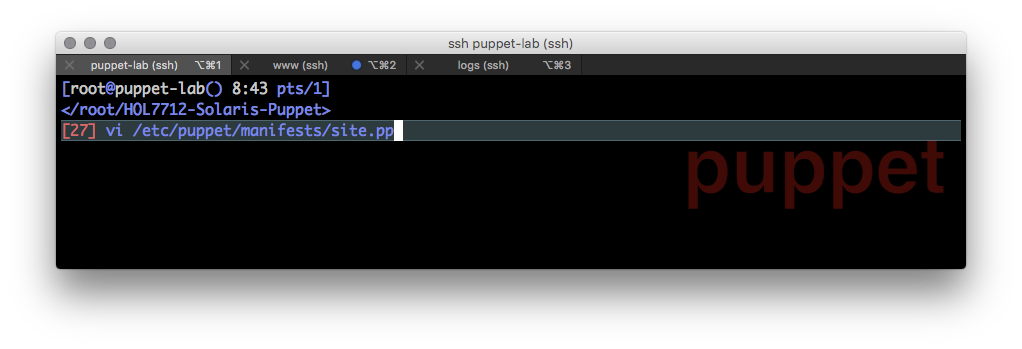 ssh puppet-lab (ssh)
puppet-lab (ssh) ⌥⌘1 www (ssh) ⌥⌘2 logs (ssh) ⌥⌘3
[root@puppet-lab() 8:43 pts/1]
</root/HOL7712-Solaris-Puppet>
[27] vi /etc/puppet/manifests/site.pp
puppet